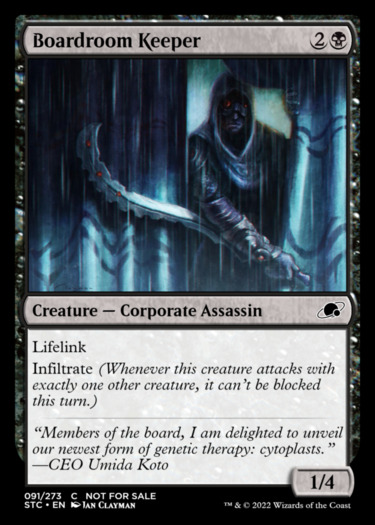 Boardroom Keeper 2
Creature — Corporate Assassin
Lifelink
Infiltrate (Whenever this creature attacks with
exactly one other creature, it can't be blocked
this turn.)
“Members of the board, I am delighted to unveil
our newest form of genetic therapy: cytoplasts.”
—CEO Umida Koto
1/4
091/273 C NOT FOR SALE
STC • EN Ian Clayman
™ & © 2022 Wizards of the Coast